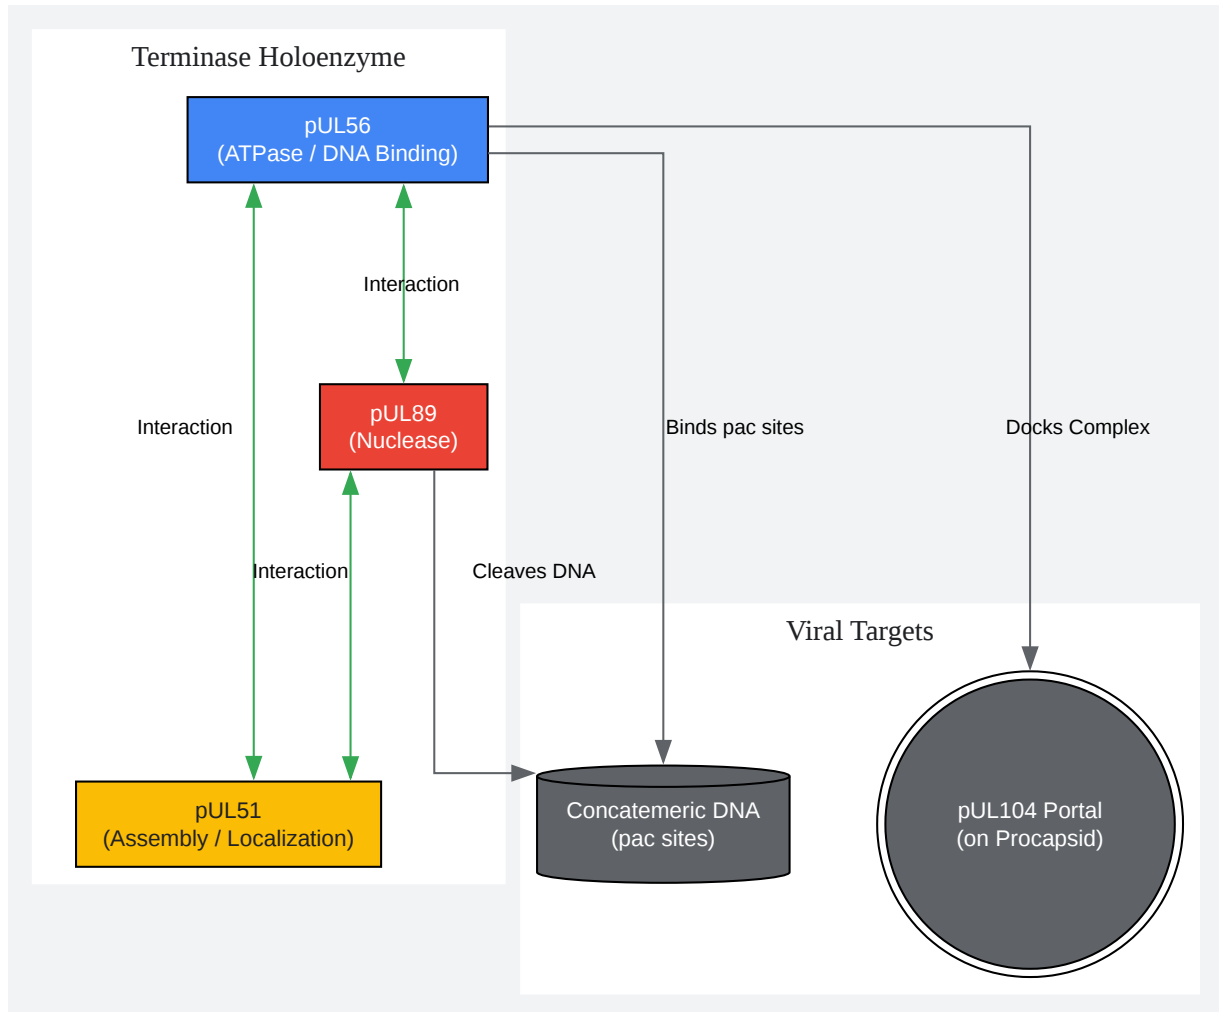 Terminase Holoenzyme
pUL56
(ATPase / DNA Binding)
Interaction
pUL89
(Nuclease)
Interaction
Binds pac sites
Docks Complex
Interaction
Cleaves DNA
Viral Targets
pUL51
(Assembly / Localization)
Concatemeric DNA
(pac sites)
pUL104 Portal
(on Procapsid)